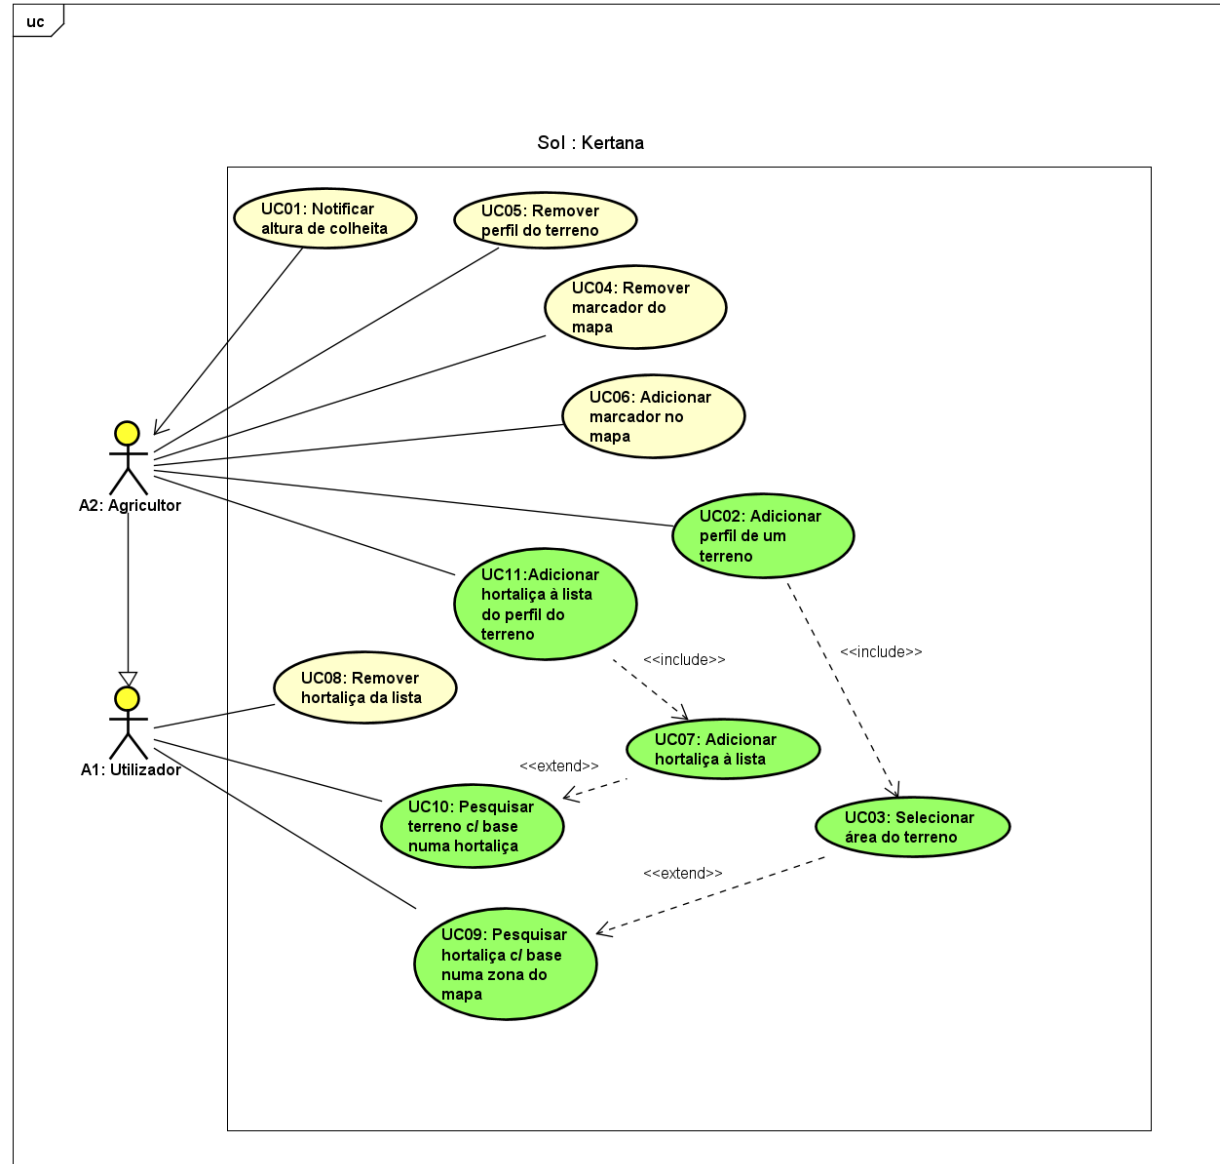 uc
Sol : Kertana
UC01: Notificar
altura de colheita
UC05: Remover
perfil do terreno
UC04: Remover
marcador do
mapa
UC06: Adicionar
marcador no
mapa
A2: Agricultor
UC02: Adicionar
perfil de um
terreno
UC11:Adicionar
hortaliça à lista
do perfil do
terreno
<<include>>
<<include>>
UC08: Remover
hortaliça da lista
UC07: Adicionar
hortaliça à lista
A1: Utilizador
<<extend>>
UC10: Pesquisar
terreno c/ base
numa hortaliça
UC03: Selecionar
área do terreno
<<extend>>
UC09: Pesquisar
hortaliça c/ base
numa zona do
mapa